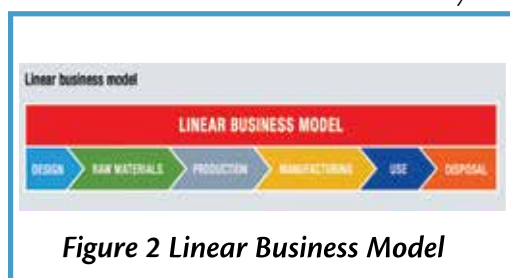 Linear business model
LINEAR BUSINESS MODEL
DESIGN RAW MATERIALS PRODUCTION MANUFACTURING USE DISPOSAL
Figure 2 Linear Business Model